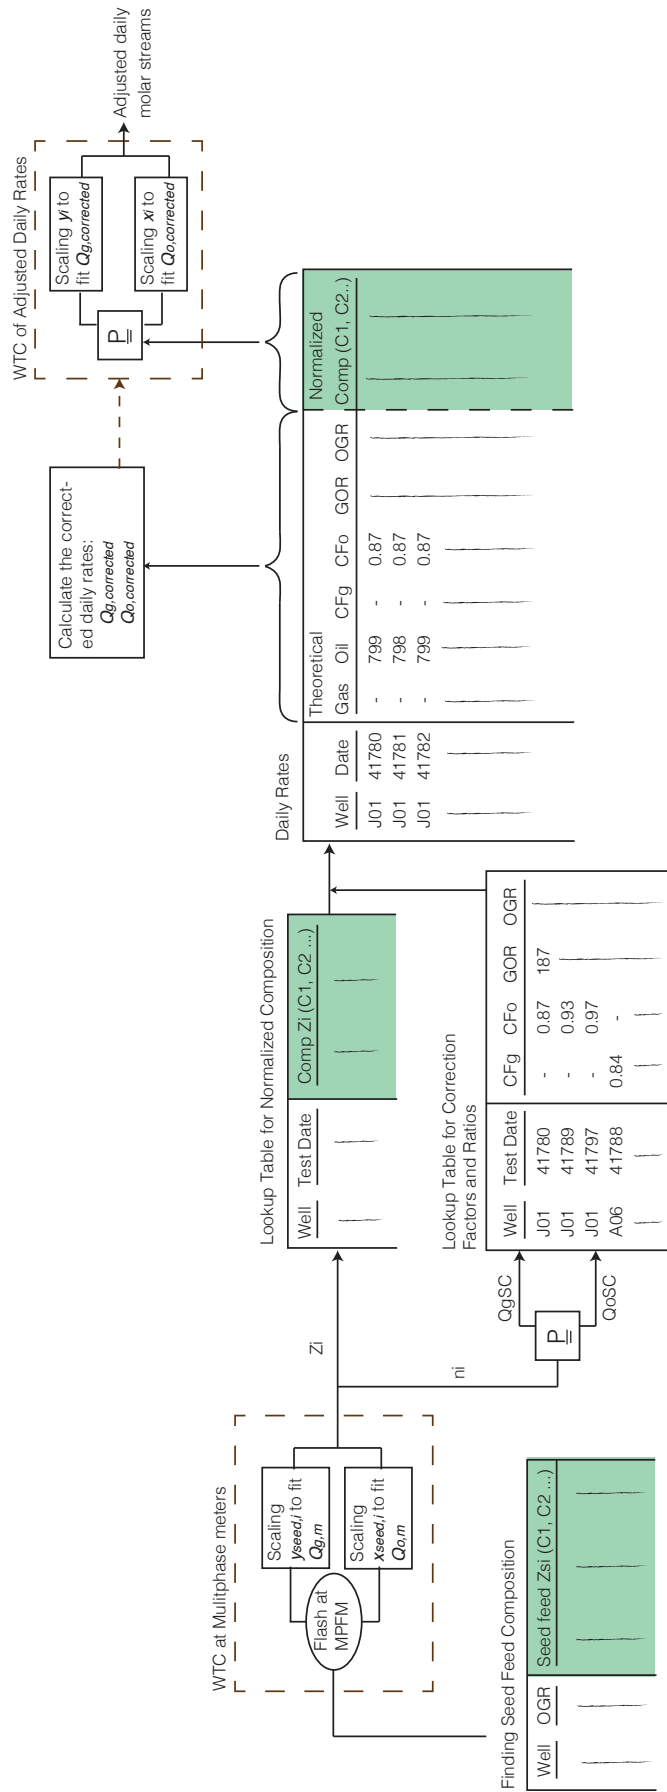 Finding Seed Feed Composition
Well OGR Seed feed Zsi (C1, C2 ...)
WTC at Mulitphase meters
Flash at
MPFM
Scaling
yseed,i to fit
Qg,m
Scaling
xseed,i to fit
Qo,m
Zi
ni
P
QgSC
QoSC
Lookup Table for Normalized Composition
Well Test Date Comp Zi (C1, C2 ...)
Lookup Table for Correction
Factors and Ratios
Well Test Date CFg CFo GOR OGR
J01 41780 - 0.87 187
J01 41789 - 0.93
J01 41797 - 0.97
A06 41788 0.84 -
Daily Rates
Theoretical Normalized
Well Date Gas Oil CFg CFo GOR OGR Comp (C1, C2..)
J01 41780 - 799 - 0.87
J01 41781 - 798 - 0.87
J01 41782 - 799 - 0.87
Calculate the correct-
ed daily rates:
Qg,corrected
Qo,corrected
WTC of Adjusted Daily Rates
P
Scaling yi to
fit Qg,corrected
Scaling xi to
fit Qo,corrected
Adjusted daily
molar streams